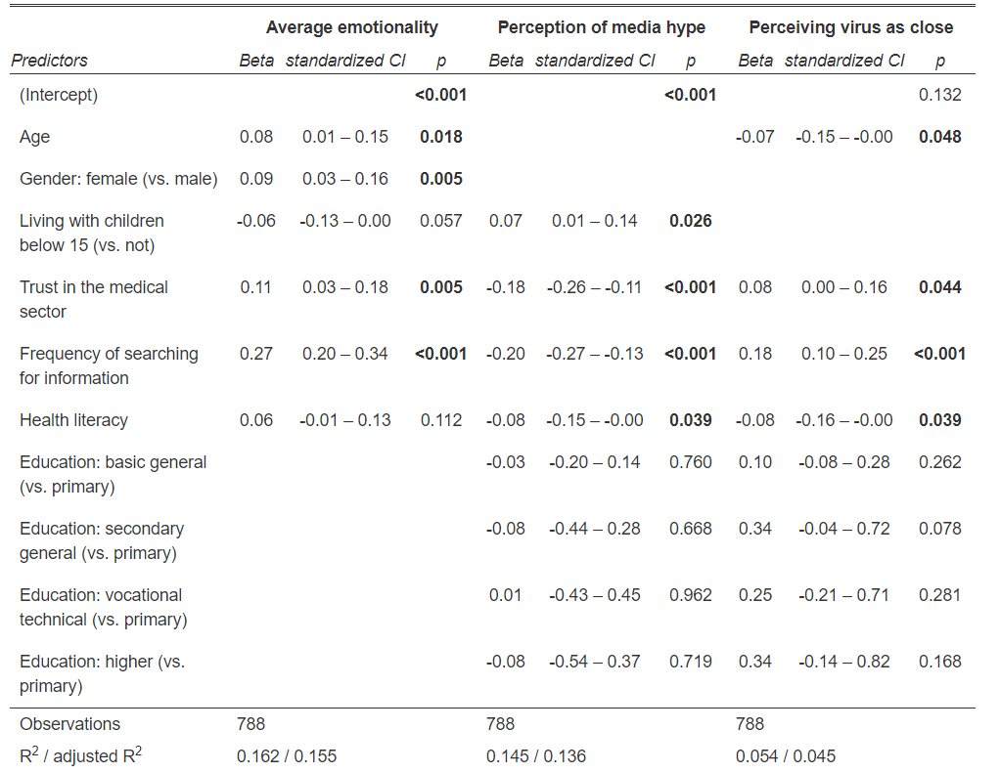 Average emotionality Perception of media hype Perceiving virus as close
Predictors Beta standardized CI p Beta standardized CI p Beta standardized CI p
(Intercept) <0.001 <0.001 0.132
Age 0.08 0.01 – 0.15 0.018 -0.07 -0.15 – -0.00 0.048
Gender: female (vs. male) 0.09 0.03 – 0.16 0.005
Living with children -0.06 -0.13 – 0.00 0.057 0.07 0.01 – 0.14 0.026
below 15 (vs. not)
Trust in the medical 0.11 0.03 – 0.18 0.005 -0.18 -0.26 – -0.11 <0.001 0.08 0.00 – 0.16 0.044
sector
Frequency of searching 0.27 0.20 – 0.34 <0.001 -0.20 -0.27 – -0.13 <0.001 0.18 0.10 – 0.25 <0.001
for information
Health literacy 0.06 -0.01 – 0.13 0.112 -0.08 -0.15 – -0.00 0.039 -0.08 -0.16 – -0.00 0.039
Education: basic general -0.03 -0.20 – 0.14 0.760 0.10 -0.08 – 0.28 0.262
(vs. primary)
Education: secondary -0.08 -0.44 – 0.28 0.668 0.34 -0.04 – 0.72 0.078
general (vs. primary)
Education: vocational 0.01 -0.43 – 0.45 0.962 0.25 -0.21 – 0.71 0.281
technical (vs. primary)
Education: higher (vs. -0.08 -0.54 – 0.37 0.719 0.34 -0.14 – 0.82 0.168
primary)
Observations 788 788 788
R² / adjusted R² 0.162 / 0.155 0.145 / 0.136 0.054 / 0.045